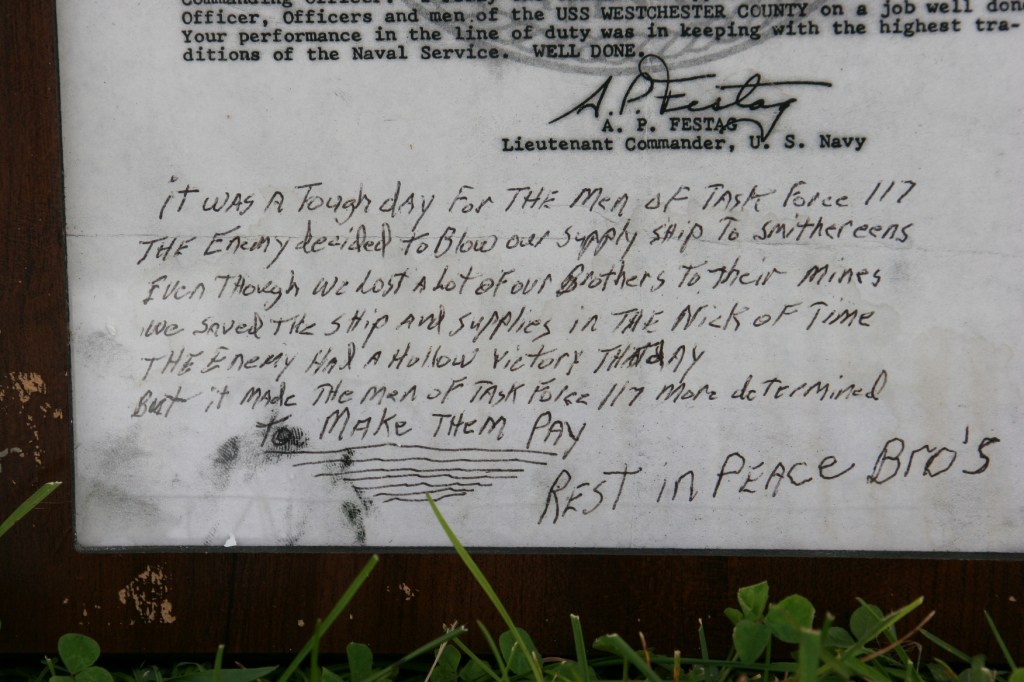 Officer, Officers and men of the USS WESTCHESTER COUNTY on a job well done
Your performance in the line of duty was in keeping with the highest tra-
ditions of the Naval Service. WELL DONE.
A. P. Festag
A. P. FESTAG
Lieutenant Commander, U. S. Navy
iT WAS A Tough dAY For THE Men oF TASK Force 117
THE Enemy decided To Blow our Supply SHip To Smithereens
Even THough We Lost A Lot of our Brothers To Their Mines
We Saved THE SHip And Supplies in THE Nick oF Time
THE Enemy HAd A Hollow Victory THAT dAY
But iT MAde THE Men oF TASK Force 117 More determined
To MAKE THEM PAY
REST in PEACE Bro's